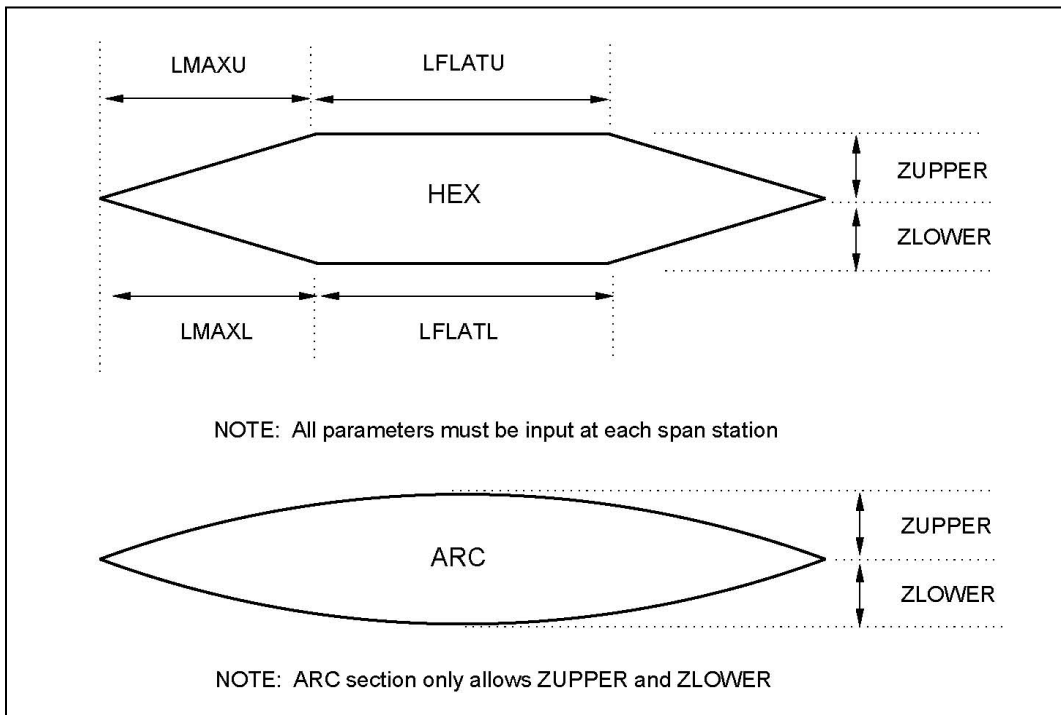 LMAXU
LFLATU
HEX
ZUPPER
ZLOWER
LMAXL
LFLATL
NOTE: All parameters must be input at each span station
ARC
ZUPPER
ZLOWER
NOTE: ARC section only allows ZUPPER and ZLOWER